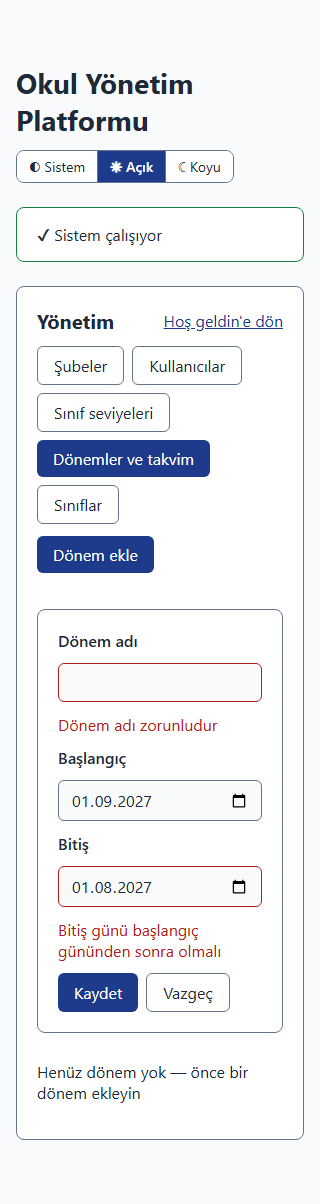 Okul Yönetim
Platformu
Sistem Açık Koyu
✓ Sistem çalışıyor
Yönetim Hoş geldin'e dön
Şubeler Kullanıcılar
Sınıf seviyeleri
Dönemler ve takvim
Sınıflar
Dönem ekle
Dönem adı
Dönem adı zorunludur
Başlangıç
01.09.2027
Bitiş
01.08.2027
Bitiş günü başlangıç
gününden sonra olmalı
Kaydet Vazgeç
Henüz dönem yok — önce bir
dönem ekleyin